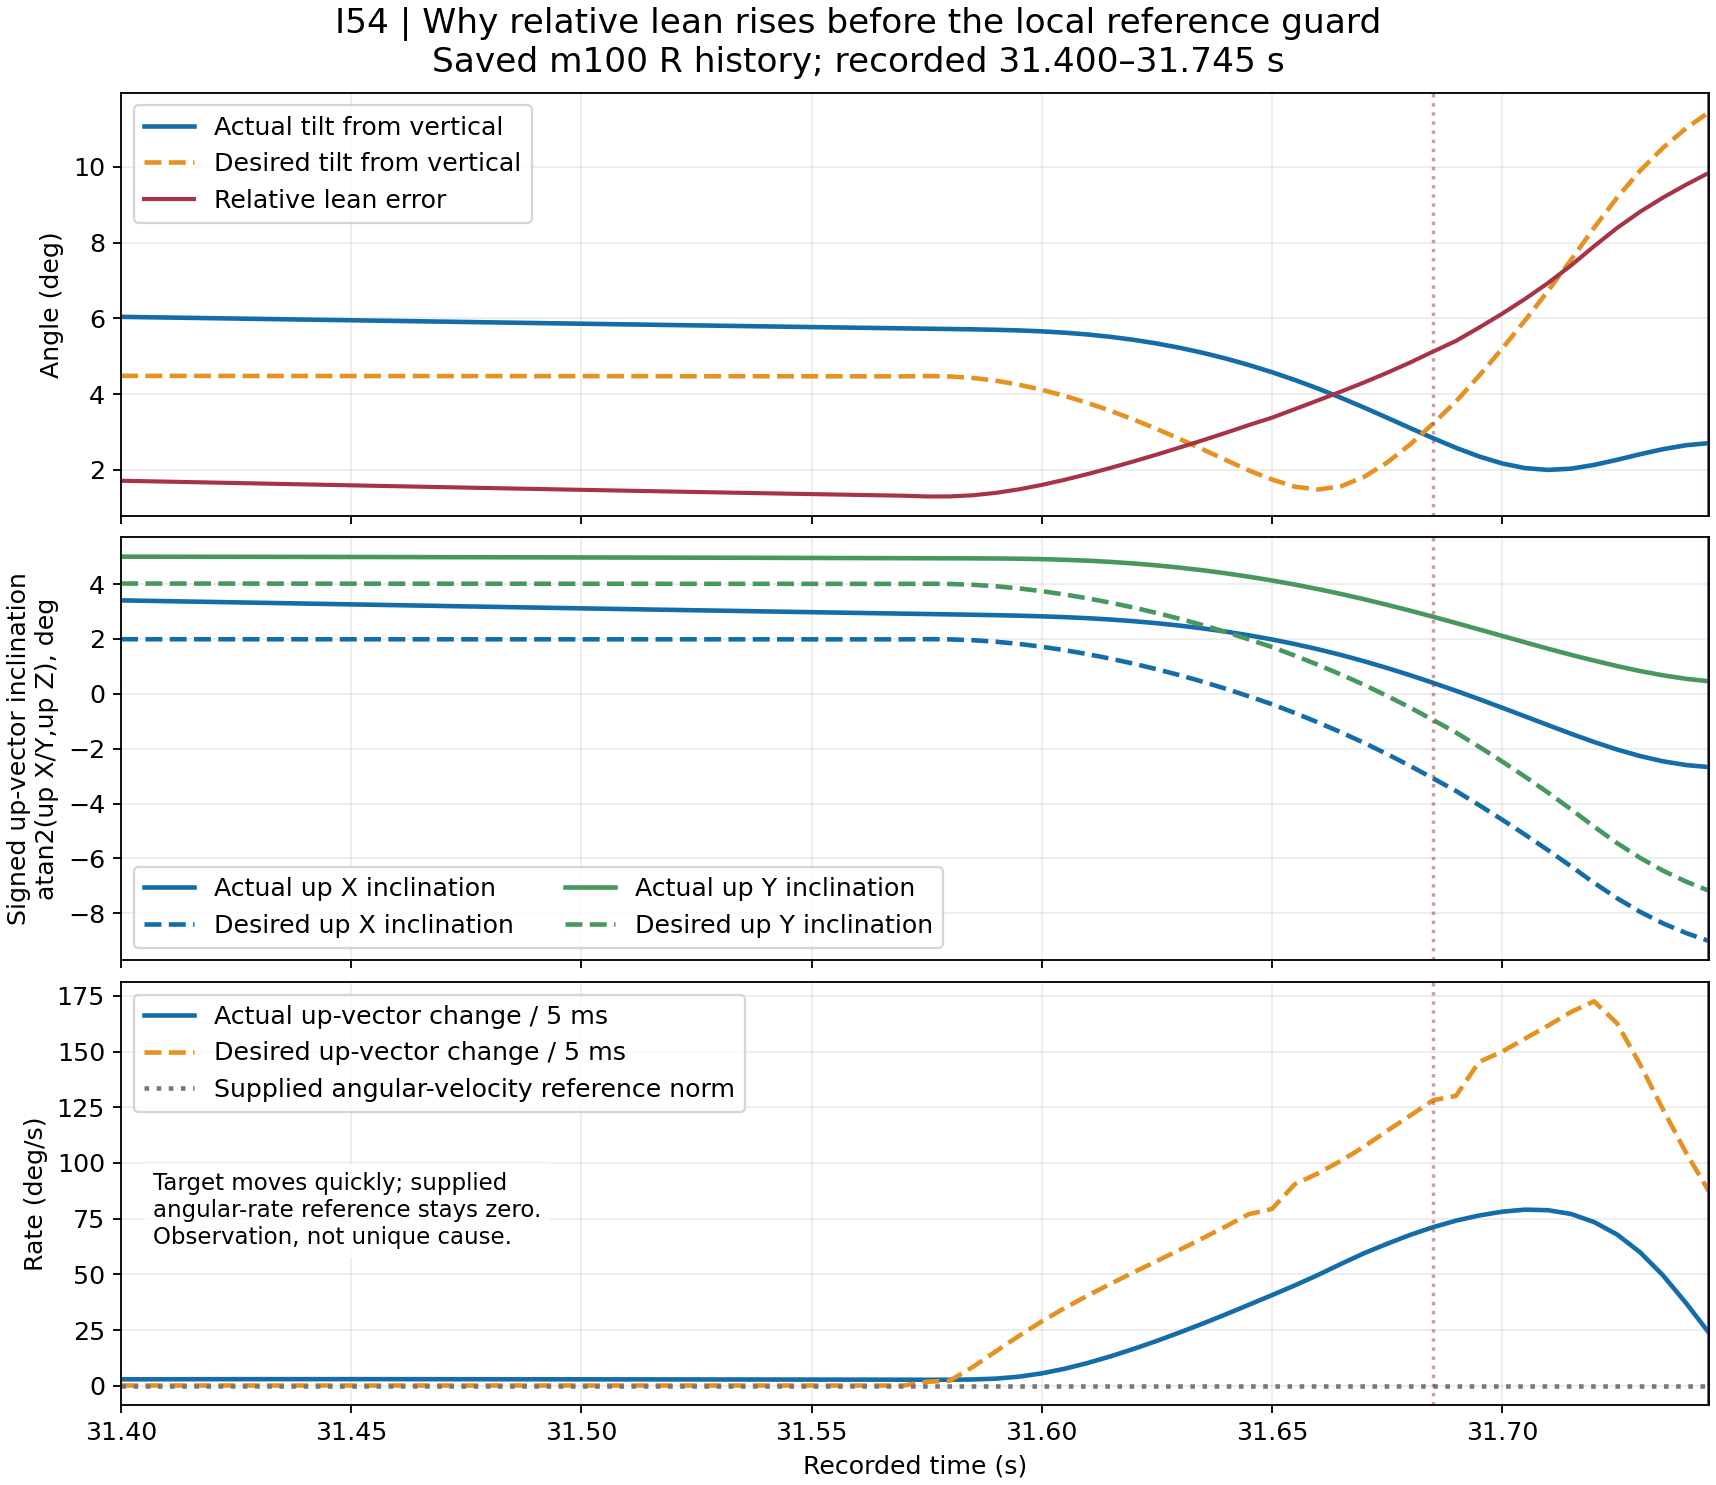 I54 | Why relative lean rises before the local reference guard
Saved m100 R history; recorded 31.400–31.745 s
Actual tilt from vertical
Desired tilt from vertical
Relative lean error
Angle (deg)
10
8
6
4
2
Signed up-vector inclination
atan2(up X/Y,up Z), deg
4
2
0
−2
−4
−6
−8
Actual up X inclination
Desired up X inclination
Actual up Y inclination
Desired up Y inclination
Rate (deg/s)
175
150
125
100
75
50
25
0
Actual up-vector change / 5 ms
Desired up-vector change / 5 ms
Supplied angular-velocity reference norm
Target moves quickly; supplied
angular-rate reference stays zero.
Observation, not unique cause.
31.40
31.45
31.50
31.55
31.60
31.65
31.70
Recorded time (s)